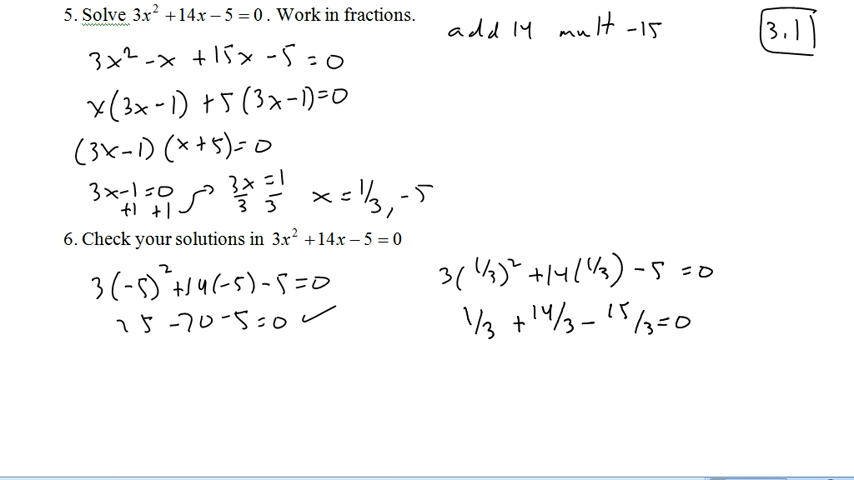 5. Solve 3x² + 14x – 5 = 0. Work in fractions.
add 14 mult -15
3.1
3x² - x + 15x - 5 = 0
x(3x - 1) + 5(3x - 1) = 0
(3x - 1)(x + 5) = 0
3x - 1 = 0 → 3x/3 = 1/3 x = 1/3, -5
+1 +1
6. Check your solutions in 3x² + 14x – 5 = 0
3(-5)² + 14(-5) - 5 = 0
75 - 70 - 5 = 0 ✓
3(1/3)² + 14(1/3) - 5 = 0
1/3 + 14/3 - 15/3 = 0